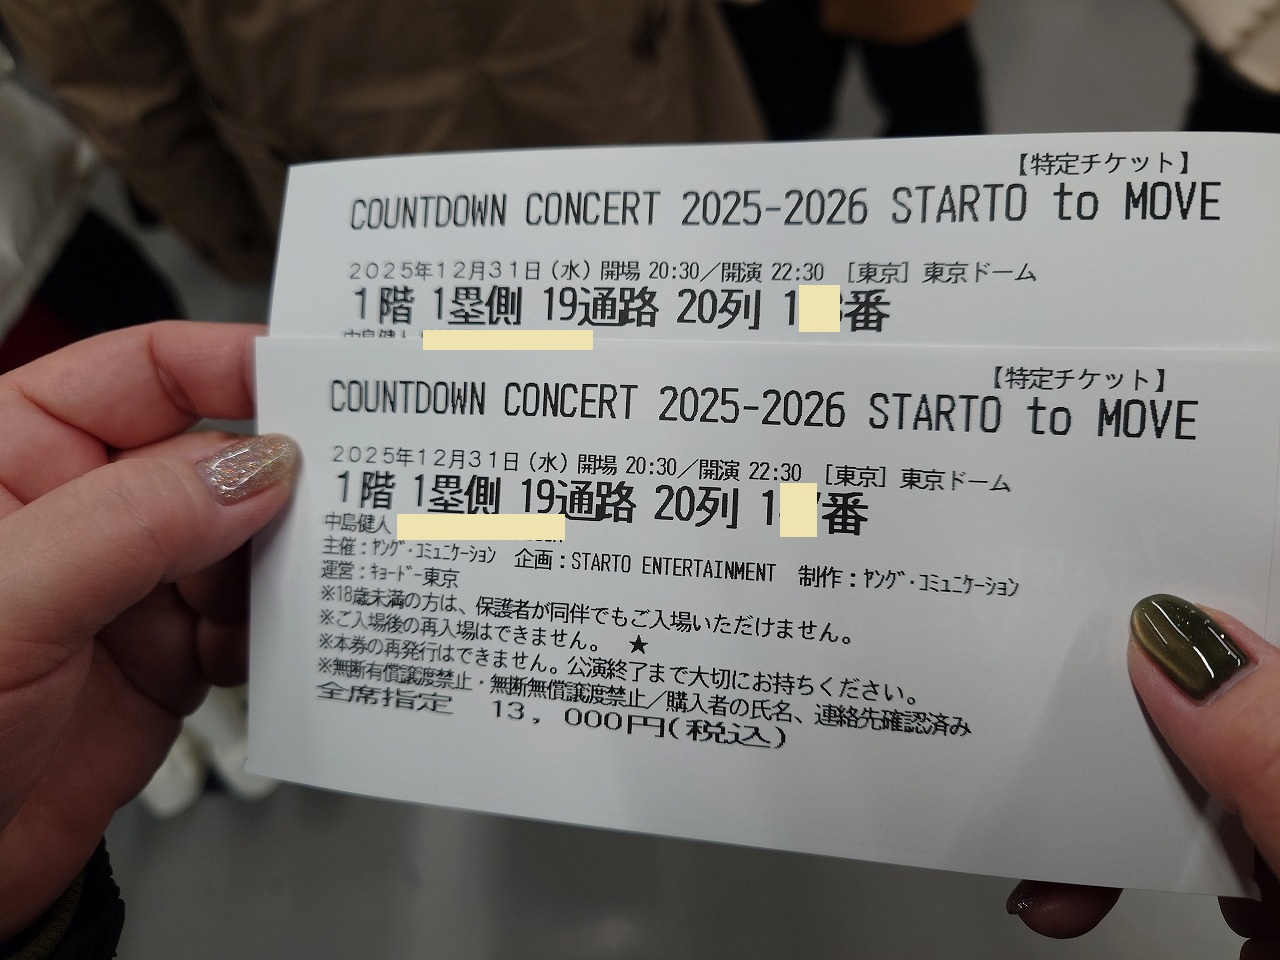 【特定チケット】
COUNTDOWN CONCERT 2025-2026 STARTO to MOVE
2025年12月31日(水) 開場 20:30／開演 22:30 [東京] 東京ドーム
1階 1塁側 19通路 20列 1 番
中島健人
【特定チケット】
COUNTDOWN CONCERT 2025-2026 STARTO to MOVE
2025年12月31日(水) 開場 20:30／開演 22:30 [東京] 東京ドーム
1階 1塁側 19通路 20列 1 番
中島健人
主催：ﾔﾝｸﾞ･ｺﾐｭﾆｹｰｼｮﾝ 企画：STARTO ENTERTAINMENT 制作：ﾔﾝｸﾞ･ｺﾐｭﾆｹｰｼｮﾝ
運営：ｷｮｰﾄﾞｰ東京
※18歳未満の方は、保護者が同伴でもご入場いただけません。
※ご入場後の再入場はできません。 ★
※本券の再発行はできません。公演終了まで大切にお持ちください。
※無断有償譲渡禁止・無断無償譲渡禁止／購入者の氏名、連絡先確認済み
全席指定 13，000円(税込)